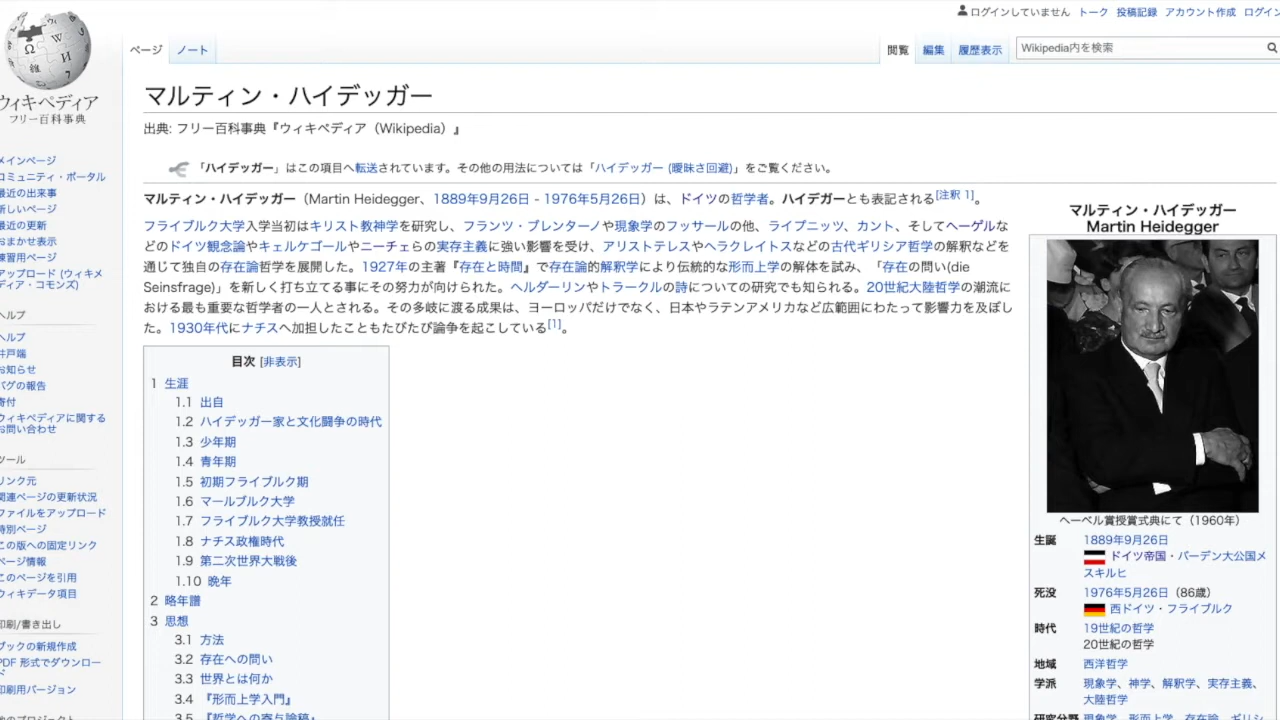 ログインしていません トーク 投稿記録 アカウント作成 ログイン
ページ ノート 閲覧 編集 履歴表示 Wikipedia内を検索
ウィキペディア
フリー百科事典
メインページ
コミュニティ・ポータル
最近の出来事
新しいページ
最近の更新
おまかせ表示
練習用ページ
アップロード (ウィキメ
ディア・コモンズ)
ヘルプ
ヘルプ
井戸端
お知らせ
バグの報告
寄付
ウィキペディアに関する
お問い合わせ
ツール
リンク元
関連ページの更新状況
ファイルをアップロード
特別ページ
この版への固定リンク
ページ情報
このページを引用
ウィキデータ項目
印刷/書き出し
ブックの新規作成
PDF 形式でダウンロー
ド
印刷用バージョン
他のプロジェクト
マルティン・ハイデッガー
出典: フリー百科事典『ウィキペディア（Wikipedia）』
「ハイデッガー」はこの項目へ転送されています。その他の用法については「ハイデッガー (曖昧さ回避)」をご覧ください。
マルティン・ハイデッガー（Martin Heidegger、1889年9月26日 - 1976年5月26日）は、ドイツの哲学者。ハイデガーとも表記される[注釈 1]。
フライブルク大学入学当初はキリスト教神学を研究し、フランツ・ブレンターノや現象学のフッサールの他、ライプニッツ、カント、そしてヘーゲルな
どのドイツ観念論やキェルケゴールやニーチェらの実存主義に強い影響を受け、アリストテレスやヘラクレイトスなどの古代ギリシア哲学の解釈などを
通じて独自の存在論哲学を展開した。1927年の主著『存在と時間』で存在論的解釈学により伝統的な形而上学の解体を試み、「存在の問い(die
Seinsfrage)」を新しく打ち立てる事にその努力が向けられた。ヘルダーリンやトラークルの詩についての研究でも知られる。20世紀大陸哲学の潮流に
おける最も重要な哲学者の一人とされる。その多岐に渡る成果は、ヨーロッパだけでなく、日本やラテンアメリカなど広範囲にわたって影響力を及ぼし
た。1930年代にナチスへ加担したこともたびたび論争を起こしている[1]。
目次 [非表示]
1 生涯
1.1 出自
1.2 ハイデッガー家と文化闘争の時代
1.3 少年期
1.4 青年期
1.5 初期フライブルク期
1.6 マールブルク大学
1.7 フライブルク大学教授就任
1.8 ナチス政権時代
1.9 第二次世界大戦後
1.10 晩年
2 略年譜
3 思想
3.1 方法
3.2 存在への問い
3.3 世界とは何か
3.4 『形而上学入門』
3.5 『哲学への寄与論稿』
マルティン・ハイデッガー
Martin Heidegger
ヘーベル賞授賞式典にて（1960年）
生誕 1889年9月26日
ドイツ帝国・バーデン大公国メ
スキルヒ
死没 1976年5月26日（86歳）
西ドイツ・フライブルク
時代 19世紀の哲学
20世紀の哲学
地域 西洋哲学
学派 現象学、神学、解釈学、実存主義、
大陸哲学
研究分野 現象学、形而上学、存在論、ギリシ